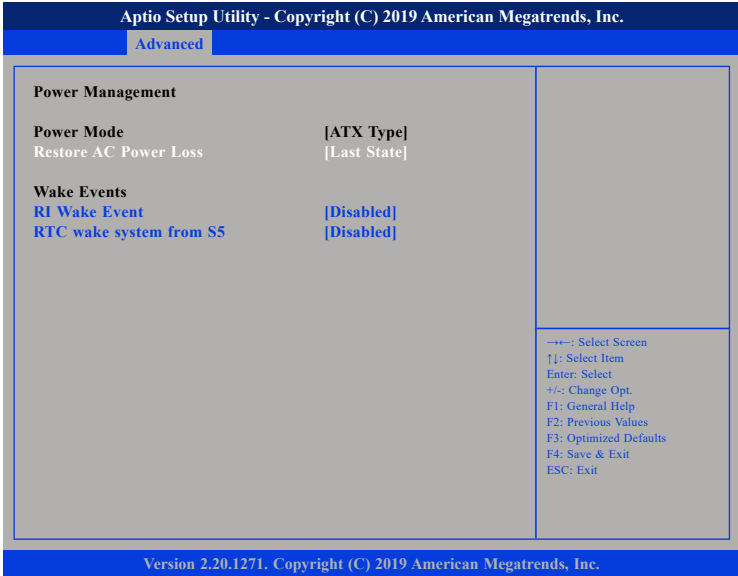 Aptio Setup Utility - Copyright (C) 2019 American Megatrends, Inc.
Advanced
Power Management
Power Mode [ATX Type]
Restore AC Power Loss [Last State]
Wake Events
RI Wake Event [Disabled]
RTC wake system from S5 [Disabled]
→←: Select Screen
↑↓: Select Item
Enter: Select
+/-: Change Opt.
F1: General Help
F2: Previous Values
F3: Optimized Defaults
F4: Save & Exit
ESC: Exit
Version 2.20.1271. Copyright (C) 2019 American Megatrends, Inc.